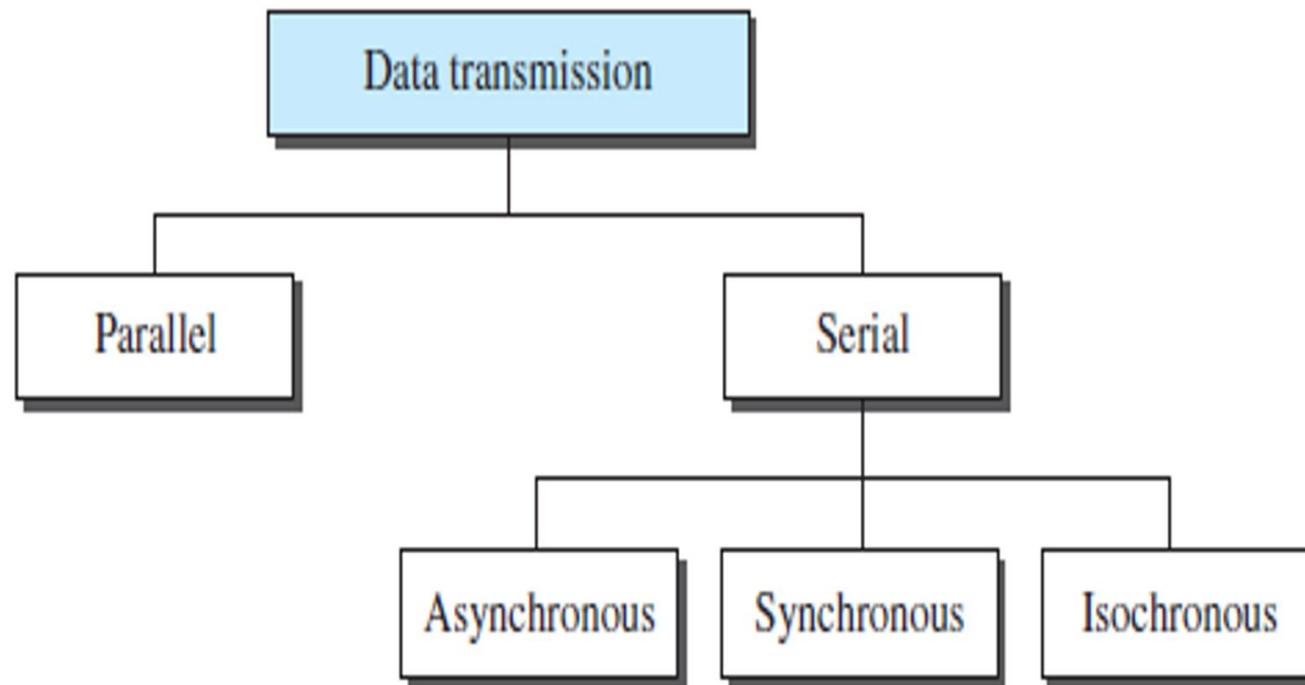 Data transmission
Parallel
Serial
Asynchronous
Synchronous
Isochronous